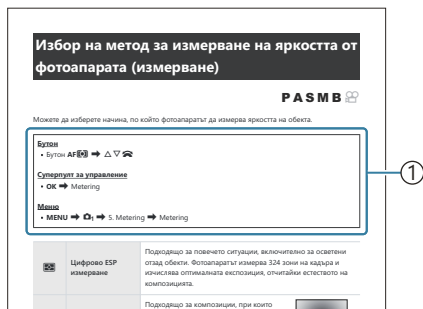 Избор на метод за измерване на яркостта от
фотоапарата (измерване)
PASMB
Можете да изберете начина, по който фотоапаратът да измерва яркостта на обекта.
Бутон
• Бутон AF ➡ △ ▽
Суперпулт за управление
• OK ➡ Metering
Меню
• MENU ➡ 1 ➡ 5. Metering ➡ Metering
1
Цифрово ESP
измерване
Подходящо за повечето ситуации, включително за осветени
отзад обекти. Фотоапаратът измерва 324 зони на кадъра и
изчислява оптималната експозиция, отчитайки естеството на
композицията.
Подходящо за композиции, при които